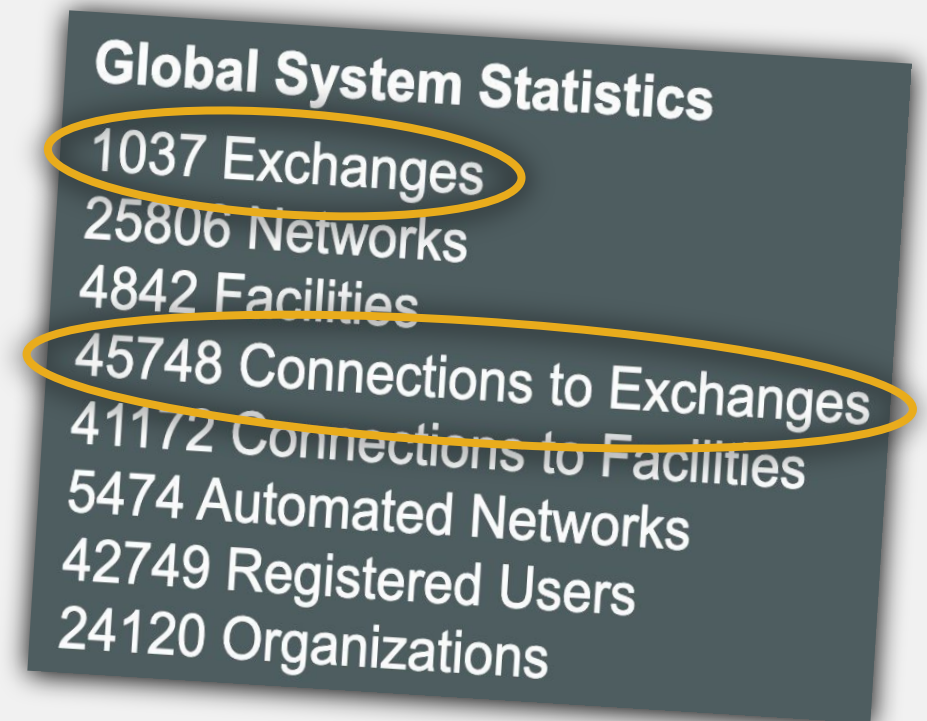 Global System Statistics
1037 Exchanges
25806 Networks
4842 Facilities
45748 Connections to Exchanges
41172 Connections to Facilities
5474 Automated Networks
42749 Registered Users
24120 Organizations